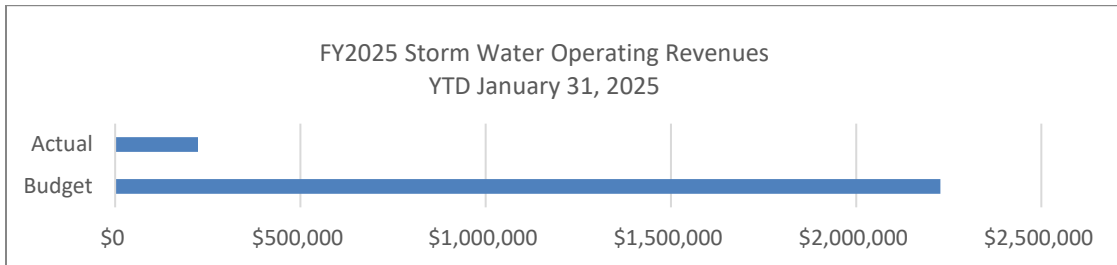 FY2025 Storm Water Operating Revenues
YTD January 31, 2025
Actual
Budget
$0 $500,000 $1,000,000 $1,500,000 $2,000,000 $2,500,000